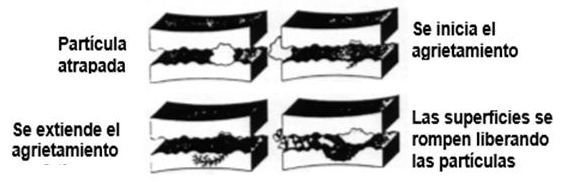 Partícula
atrapada
Se inicia el
agrietamiento
Se extiende el
agrietamiento
Las superficies se
rompen liberando
las partículas